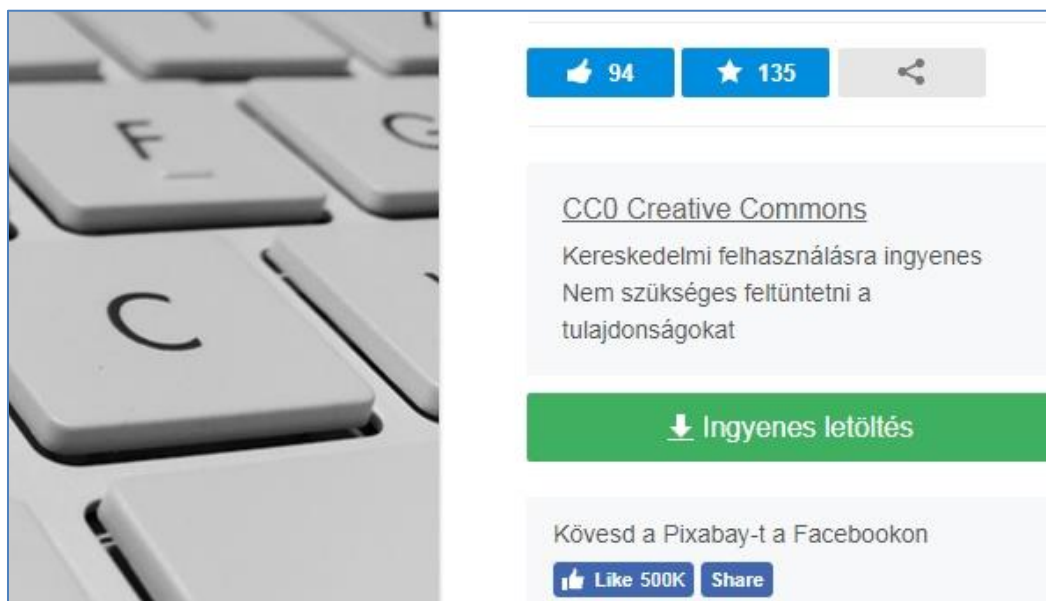 F
G
C
94 135
CC0 Creative Commons
Kereskedelmi felhasználásra ingyenes
Nem szükséges feltüntetni a
tulajdonságokat
Ingyenes letöltés
Kövesd a Pixabay-t a Facebookon
Like 500K Share